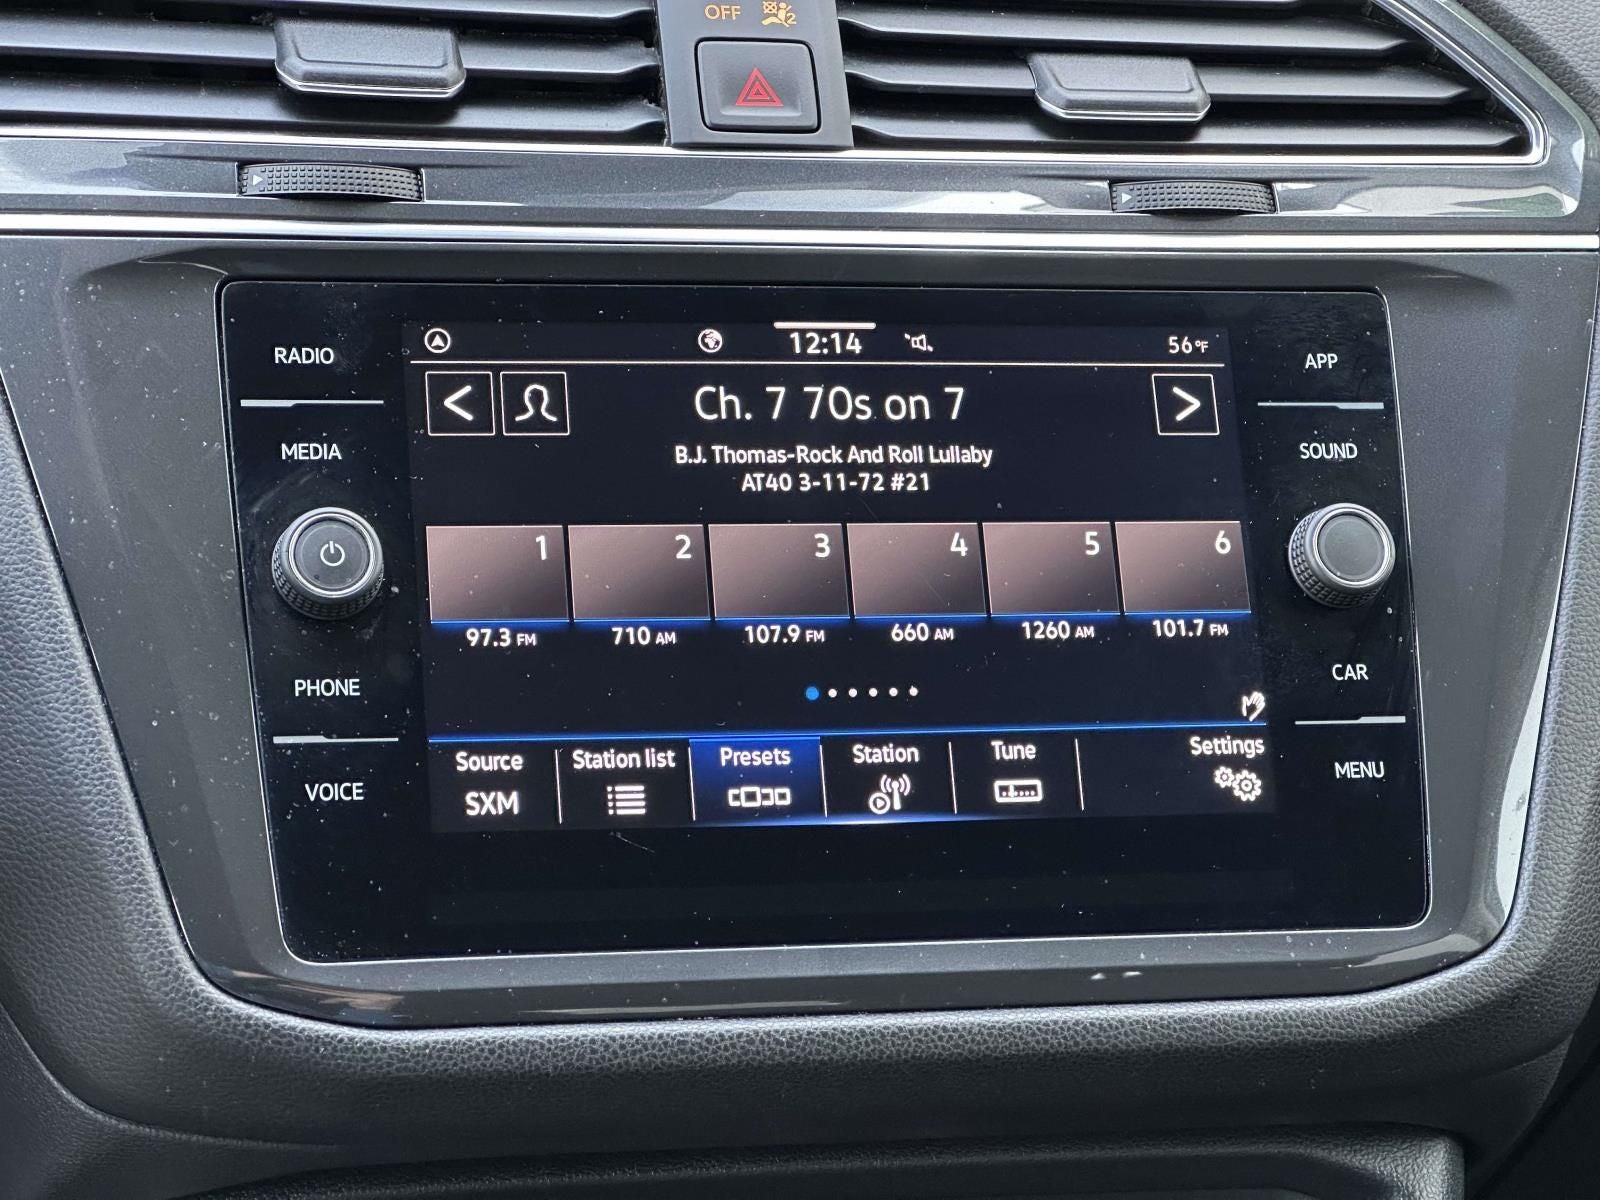 OFF
2
RADIO
MEDIA
PHONE
VOICE
12:14
56°F
Ch. 7 70s on 7
B.J. Thomas-Rock And Roll Lullaby
AT40 3-11-72 #21
1 2 3 4 5 6
97.3 FM 710 AM 107.9 FM 660 AM 1260 AM 101.7 FM
Source Station list Presets Station Tune Settings
SXM
APP
SOUND
CAR
MENU